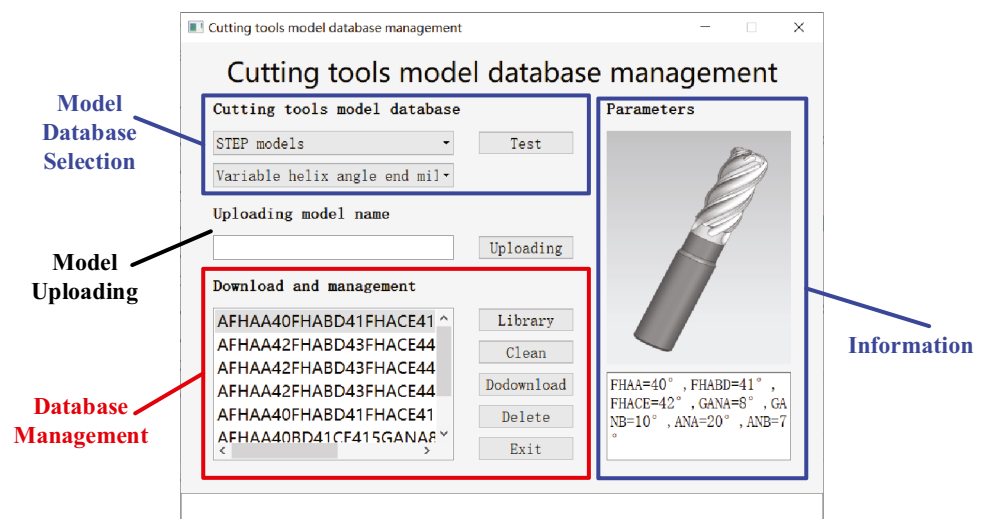 Cutting tools model database management
Cutting tools model database management
Model
Database
Selection
Cutting tools model database
STEP models
Test
Variable helix angle end mil
Uploading model name
Uploading
Model
Uploading
Download and management
AFHAA40FHABD41FHACE41
AFHAA42FHABD43FHACE44
AFHAA42FHABD43FHACE44
AFHAA42FHABD43FHACE44
AFHAA40FHABD41FHACE41
AFHAA40BD41CE415GANA8
Library
Clean
Dodownload
Delete
Exit
Database
Management
Parameters
FHAA=40°,FHABD=41°,
FHACE=42°,GANA=8°,GA
NB=10°,ANA=20°,ANB=7
°
Information